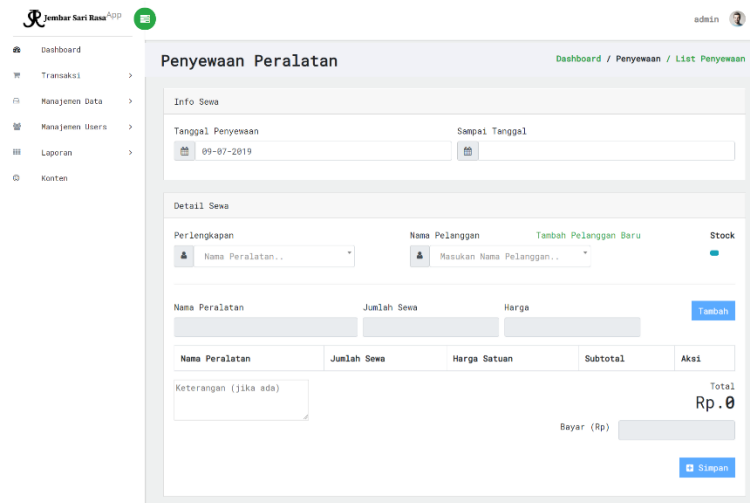 JR Jembar Sari Rasa App
admin
Dashboard
Transaksi
Manajemen Data
Manajemen Users
Laporan
Konten
Penyewaan Peralatan
Dashboard / Penyewaan / List Penyewaan
Info Sewa
Tanggal Penyewaan
Sampai Tanggal
09-07-2019
Detail Sewa
Perlengkapan
Nama Pelanggan
Tambah Pelanggan Baru
Stock
Nama Peralatan..
Masukan Nama Pelanggan..
Nama Peralatan
Jumlah Sewa
Harga
Tambah
Nama Peralatan
Jumlah Sewa
Harga Satuan
Subtotal
Aksi
Keterangan (jika ada)
Total
Rp.0
Bayar (Rp)
Simpan